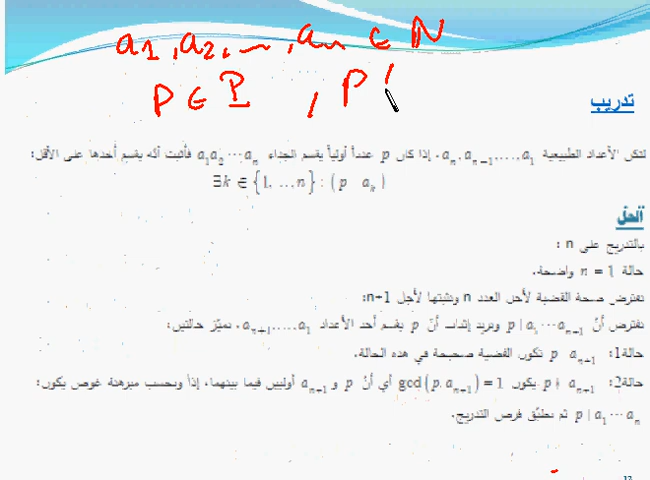 a₁, a₂, ..., aₙ ∈ ℕ
P ∈ P , P /
تدريب
لتكن الأعداد الطبيعية aₙ, aₙ₋₁, ..., a₁. إذا كان p عدداً أولياً يقسم الجداء a₁a₂⋯aₙ فأثبت أنه يقسم أحدها على الأقل:
∃k ∈ {1, ...n} : (p aₖ)
الحل
بالتدريج على n :
حالة n = 1 واضحة.
نفترض صحة القضية لأجل العدد n ونثبتها لأجل n+1:
نفترض أنّ p | a₁⋯aₙ₊₁ ونريد إثبات أنّ p يقسم أحد الأعداد aₙ₊₁.....a₁. نميّز حالتين:
حالة1: p aₙ₊₁ تكون القضية صحيحة في هذه الحالة.
حالة2: p ∤ aₙ₊₁ يكون gcd(p, aₙ₊₁) = 1 أي أنّ p و aₙ₊₁ أوليين فيما بينهما، إذاً وبحسب مبرهنة غوص يكون:
p | a₁⋯aₙ ثم نطبّق فرض التدريج.